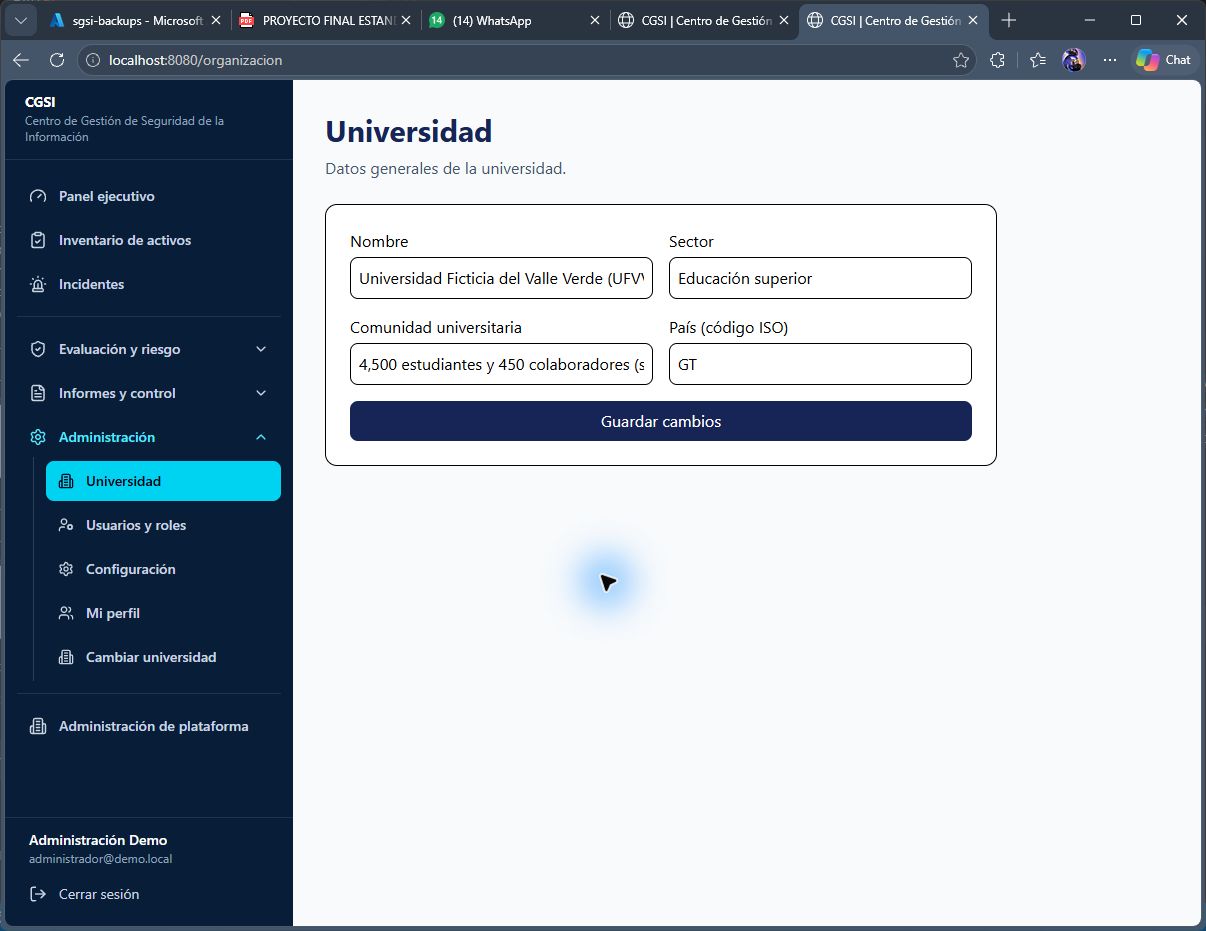 sgsi-backups - Microsoft
PROYECTO FINAL ESTAN
14 (14) WhatsApp
CGSI | Centro de Gestión
CGSI | Centro de Gestión
localhost:8080/organizacion
Chat
CGSI
Centro de Gestión de Seguridad de la
Información
Panel ejecutivo
Inventario de activos
Incidentes
Evaluación y riesgo
Informes y control
Administración
Universidad
Usuarios y roles
Configuración
Mi perfil
Cambiar universidad
Administración de plataforma
Administración Demo
administrador@demo.local
Cerrar sesión
Universidad
Datos generales de la universidad.
Nombre
Sector
Universidad Ficticia del Valle Verde (UFV
Educación superior
Comunidad universitaria
País (código ISO)
4,500 estudiantes y 450 colaboradores (s
GT
Guardar cambios